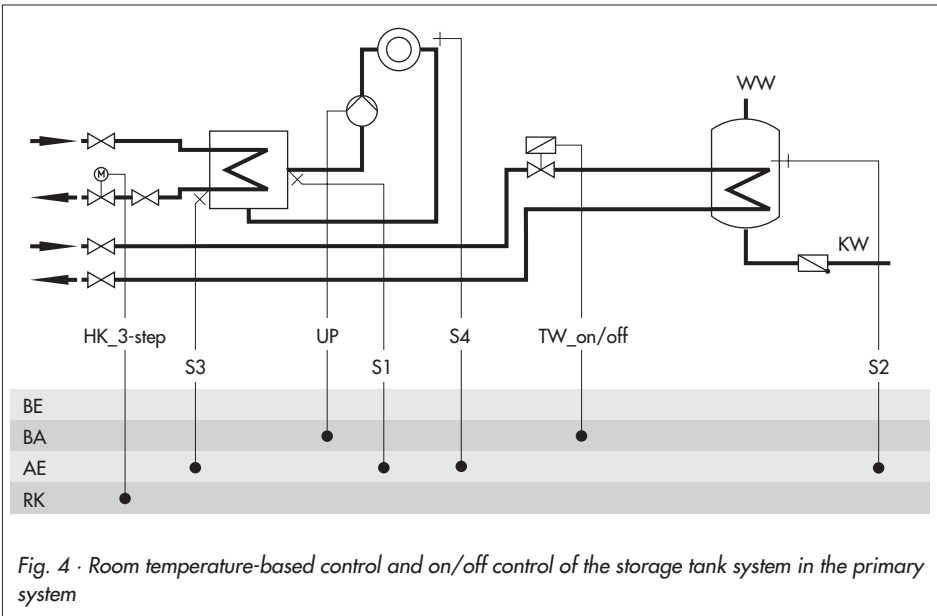 WW
M
KW
HK_3-step UP S4 TW_on/off
S3 S1 S2
BE
BA
AE
RK
Fig. 4 · Room temperature-based control and on/off control of the storage tank system in the primary
system